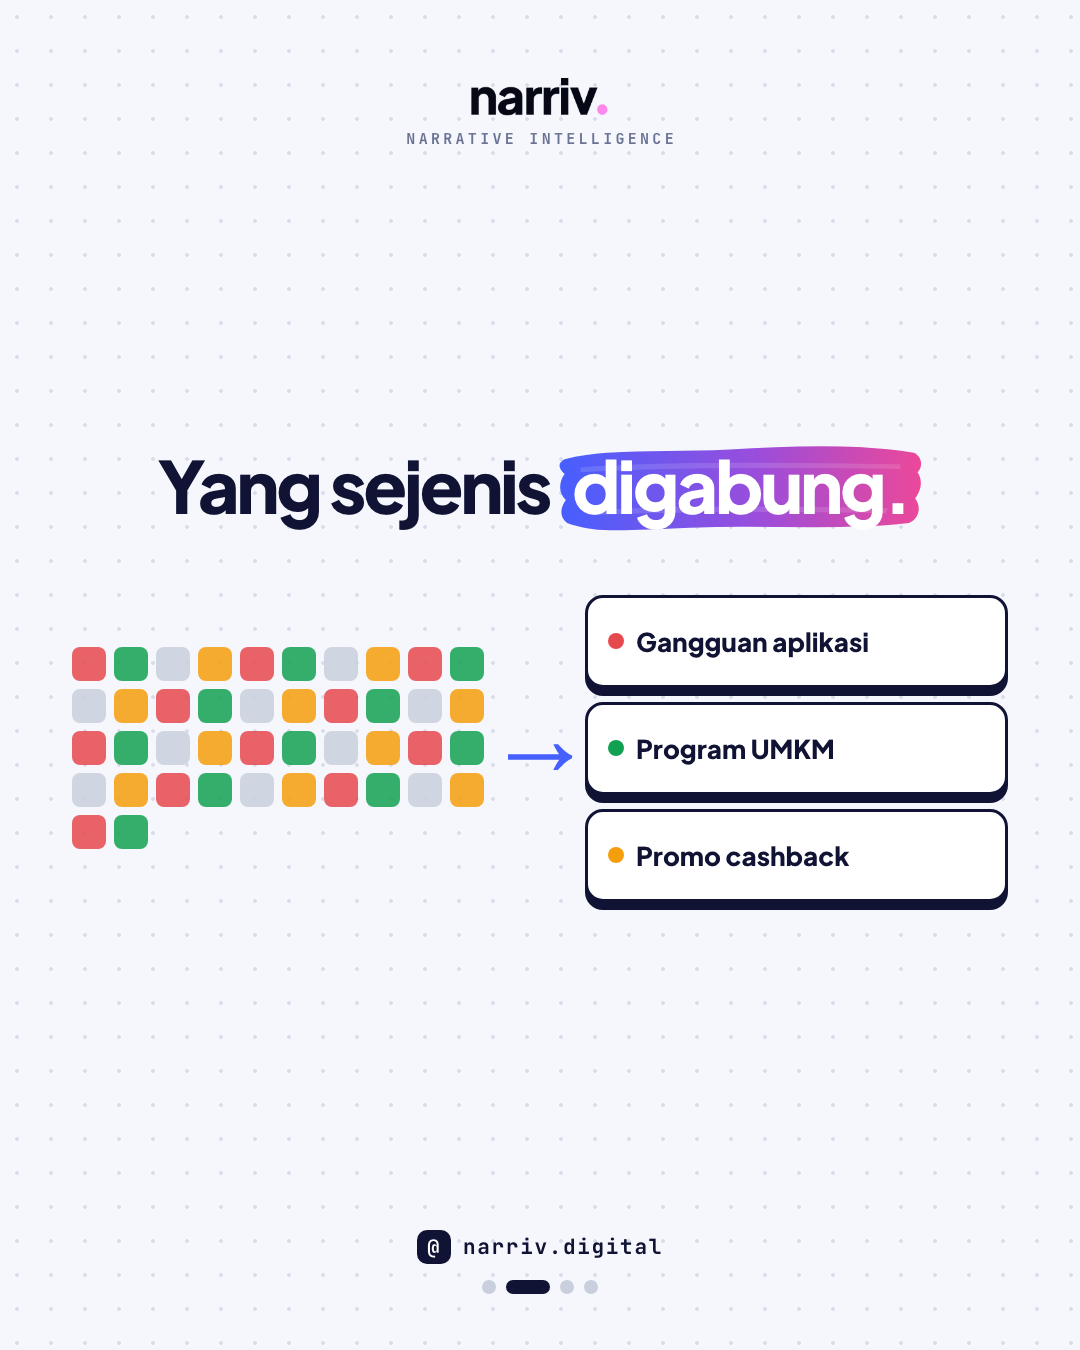 narriv.
NARRATIVE INTELLIGENCE
Yang sejenis digabung.
Gangguan aplikasi
Program UMKM
Promo cashback
@ narriv.digital